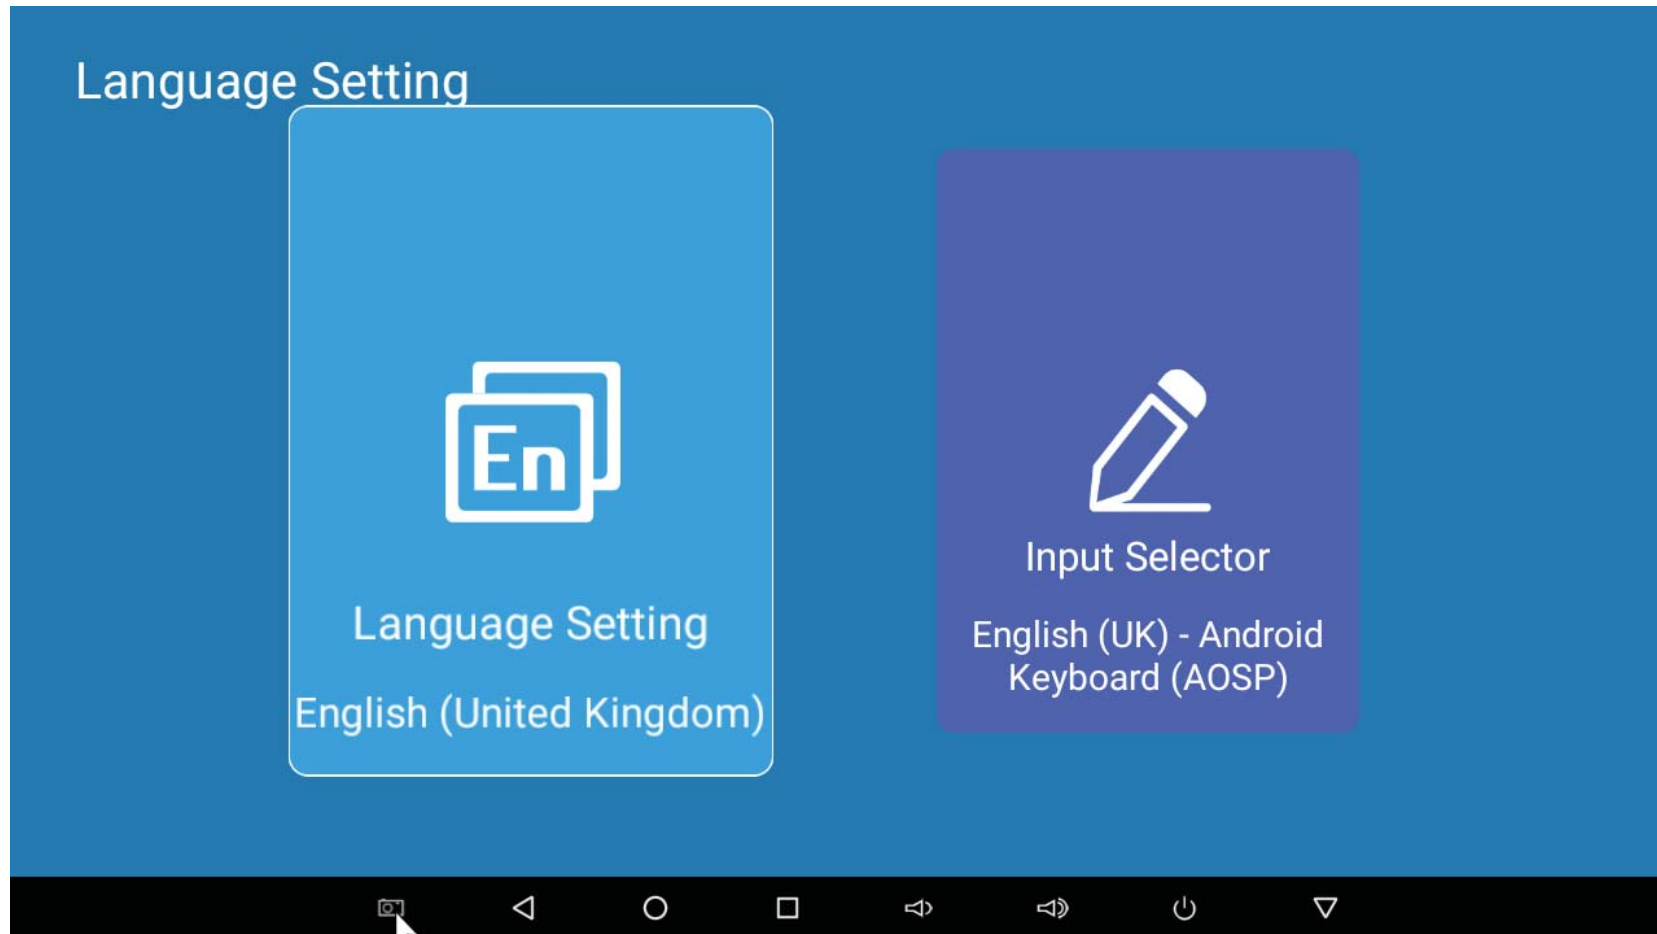 Language Setting
En
Language Setting
English (United Kingdom)
Input Selector
English (UK) - Android
Keyboard (AOSP)